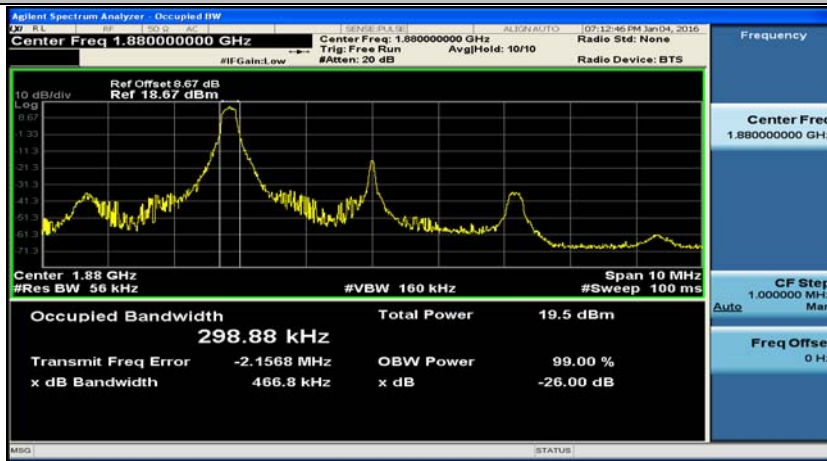 Agilent Spectrum Analyzer - Occupied BW
RL RF 50 Ω AC SENSE:PULSE ALIGN AUTO 07:12:46 PM Jan 04, 2016
Center Freq 1.880000000 GHz Center Freq: 1.880000000 GHz Radio Std: None
Trig: Free Run Avg|Hold: 10/10
#IFGain:Low #Atten: 20 dB Radio Device: BTS
Ref Offset 8.67 dB
10 dB/div Ref 18.67 dBm
Log
8.67
-1.33
-11.3
-21.3
-31.3
-41.3
-51.3
-61.3
-71.3
Center 1.88 GHz Span 10 MHz
#Res BW 56 kHz #VBW 160 kHz #Sweep 100 ms
Occupied Bandwidth Total Power 19.5 dBm
298.88 kHz
Transmit Freq Error -2.1568 MHz OBW Power 99.00 %
x dB Bandwidth 466.8 kHz x dB -26.00 dB
MSG STATUS
Frequency
Center Freq
1.880000000 GHz
CF Step
1.000000 MHz
Auto Man
Freq Offset
0 Hz